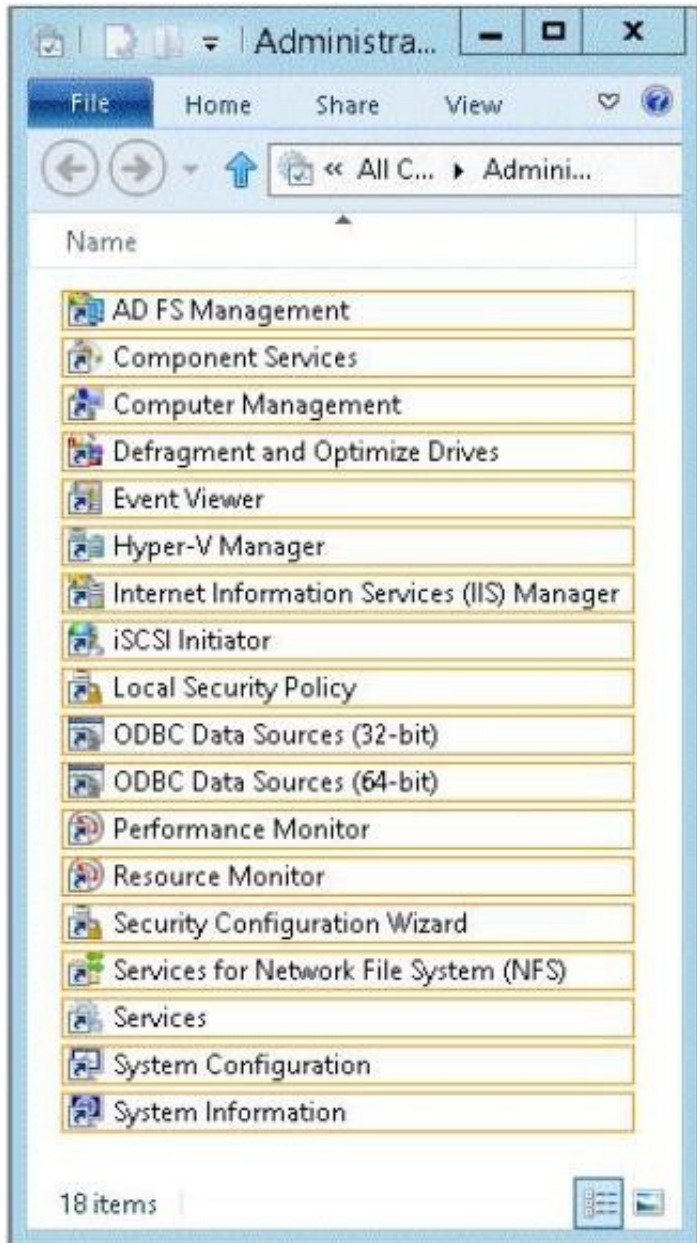 Administra...
File Home Share View
« All C... Admini...
Name
AD FS Management
Component Services
Computer Management
Defragment and Optimize Drives
Event Viewer
Hyper-V Manager
Internet Information Services (IIS) Manager
iSCSI Initiator
Local Security Policy
ODBC Data Sources (32-bit)
ODBC Data Sources (64-bit)
Performance Monitor
Resource Monitor
Security Configuration Wizard
Services for Network File System (NFS)
Services
System Configuration
System Information
18 items